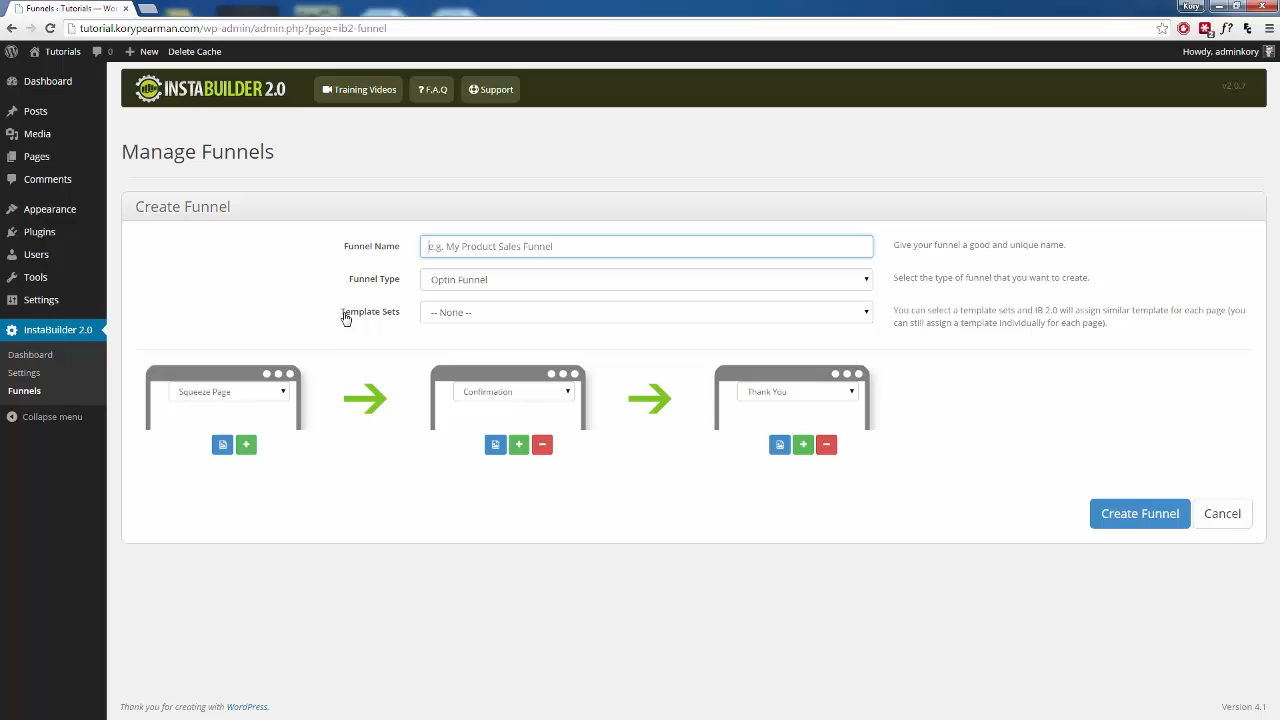 Funnels ‹ Tutorials — Wor
Kory
tutorial.korypearman.com/wp-admin/admin.php?page=ib2-funnel
Tutorials 0 + New Delete Cache
Howdy, adminkory
Dashboard
Posts
Media
Pages
Comments
Appearance
Plugins
Users
Tools
Settings
InstaBuilder 2.0
Dashboard
Settings
Funnels
Collapse menu
INSTABUILDER 2.0
Training Videos
? F.A.Q
Support
v2.0.7
Manage Funnels
Create Funnel
Funnel Name
e.g. My Product Sales Funnel
Give your funnel a good and unique name.
Funnel Type
Optin Funnel
Select the type of funnel that you want to create.
Template Sets
-- None --
You can select a template sets and IB 2.0 will assign similar template for each page (you
can still assign a template individually for each page).
Squeeze Page
Confirmation
Thank You
Create Funnel
Cancel
Thank you for creating with WordPress.
Version 4.1